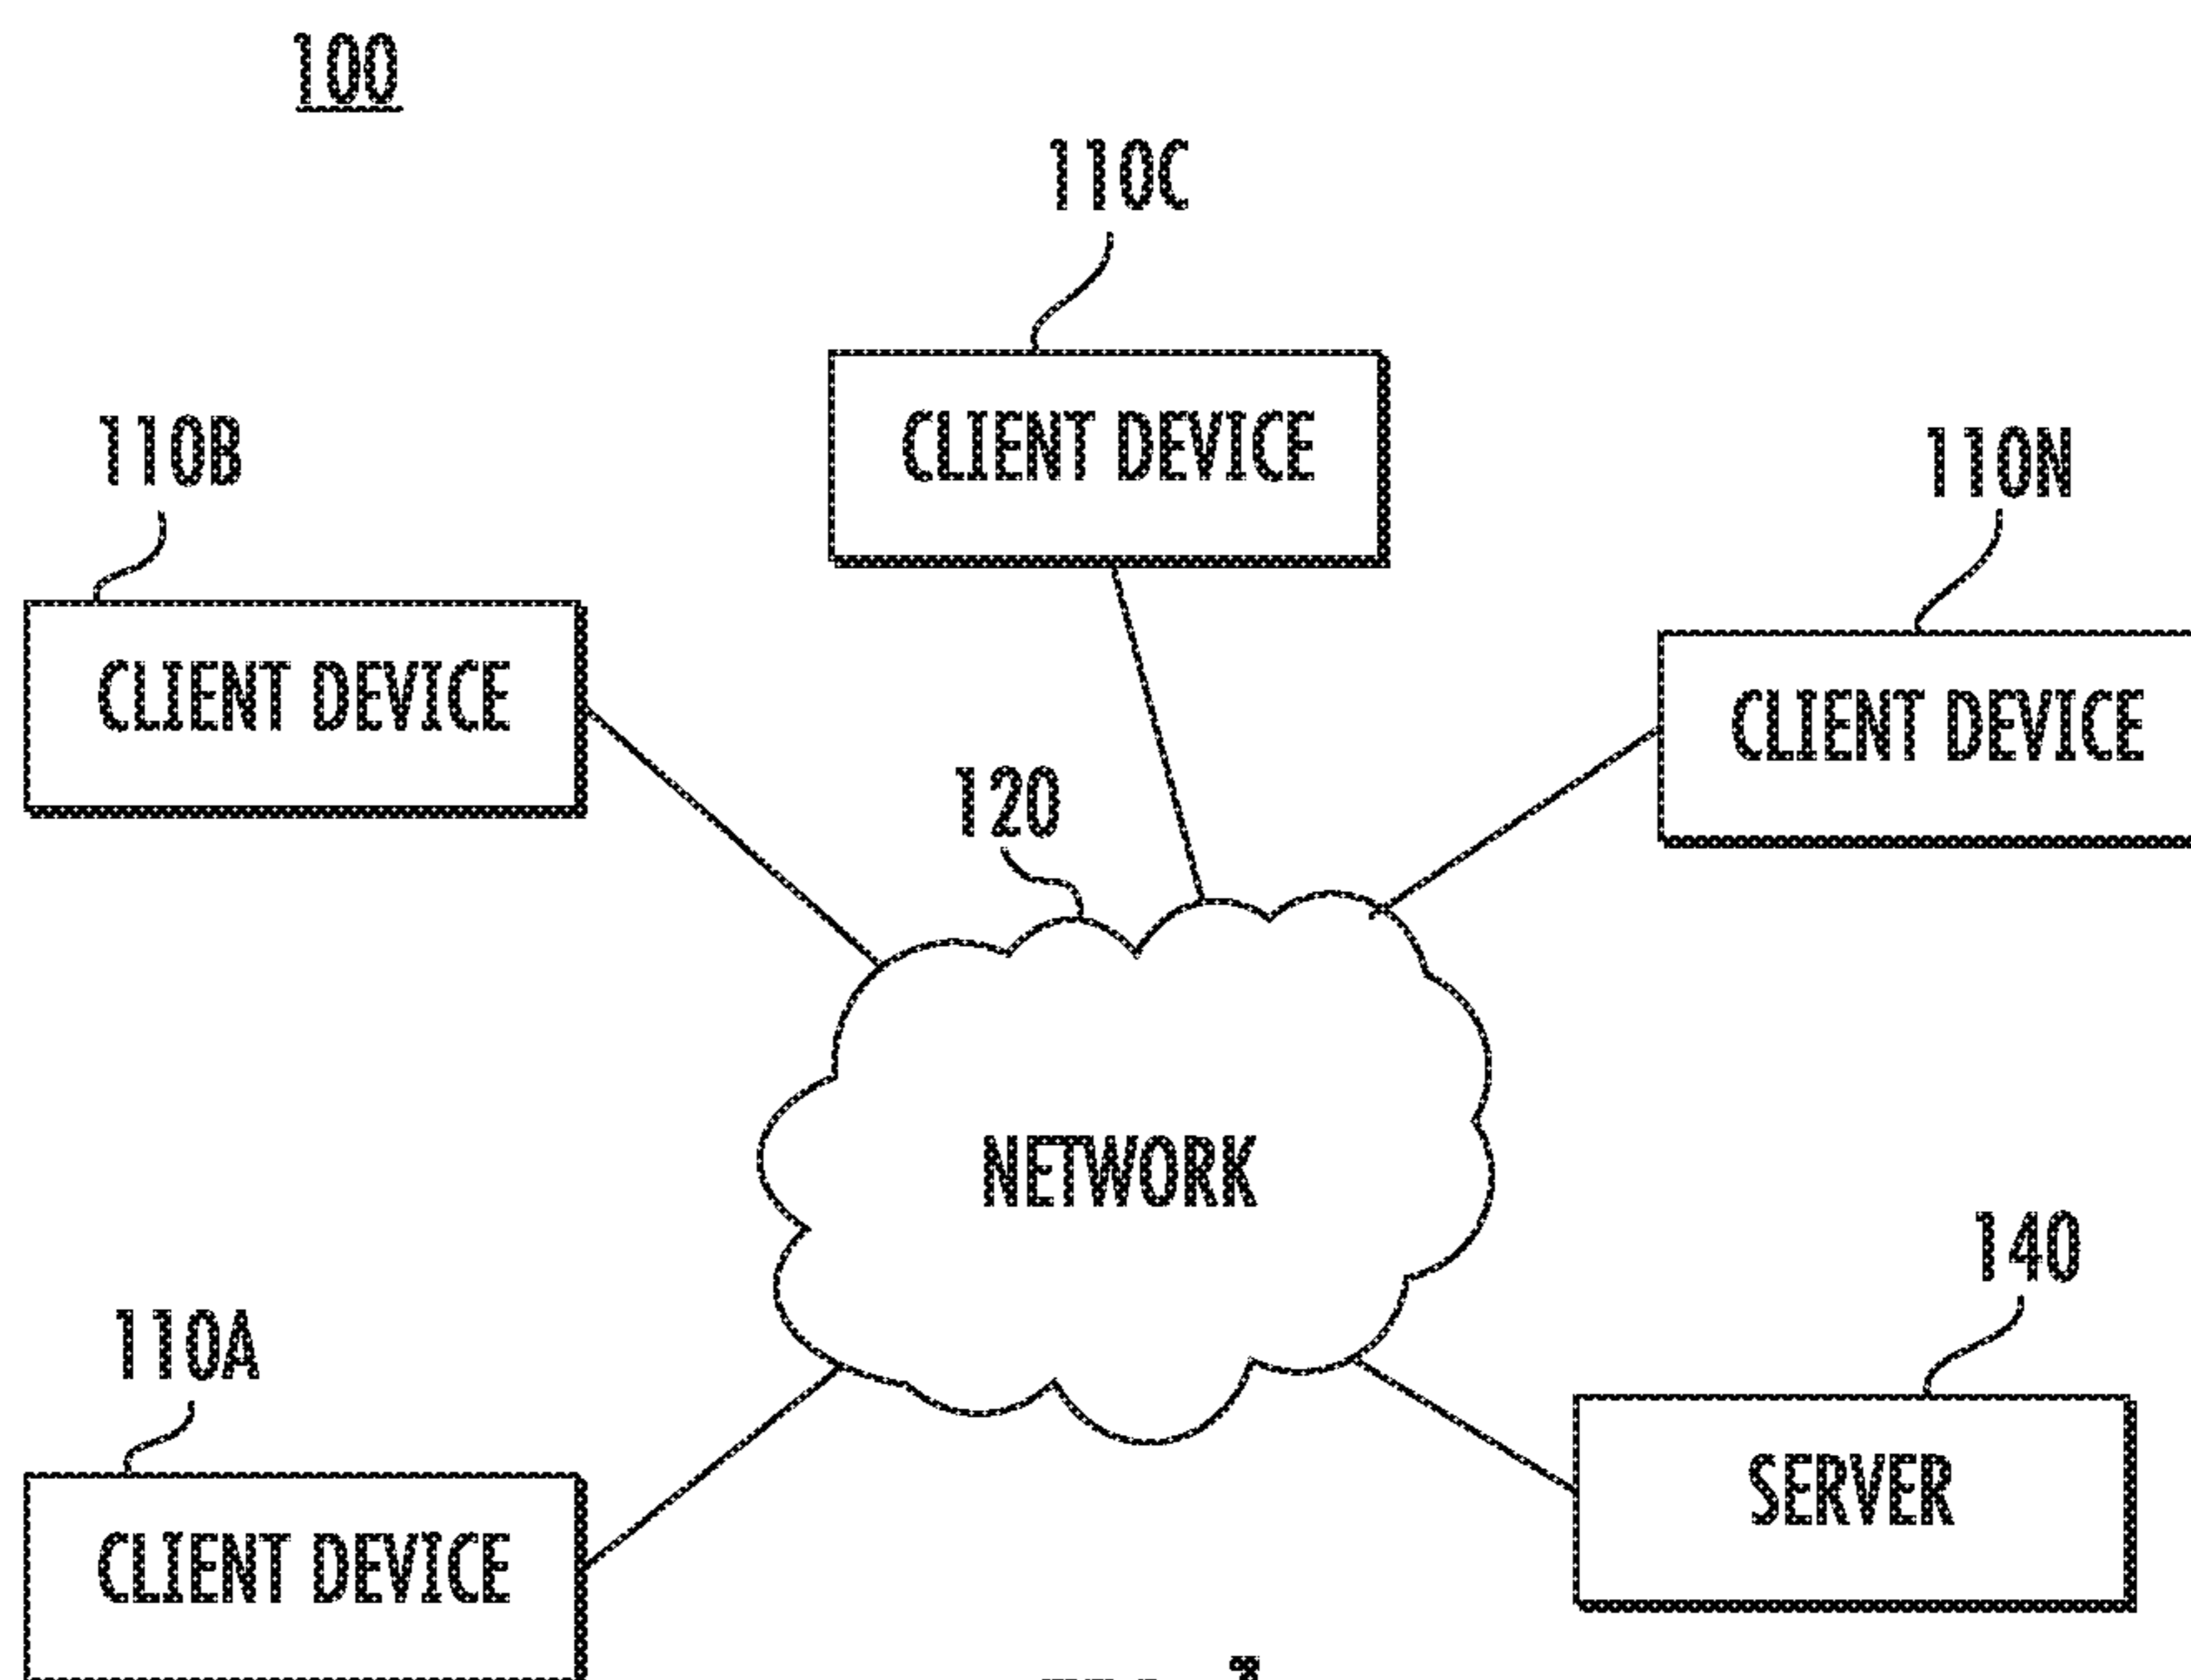 100
110C
CLIENT DEVICE
110B
CLIENT DEVICE
110N
CLIENT DEVICE
120
NETWORK
110A
CLIENT DEVICE
140
SERVER